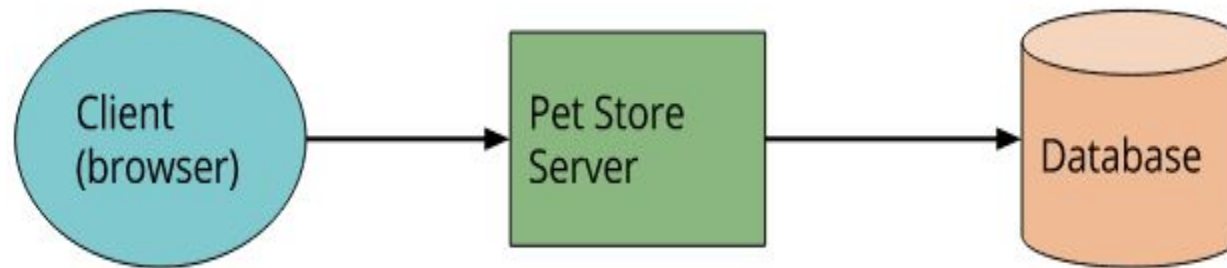 Client
(browser)
Pet Store
Server
Database